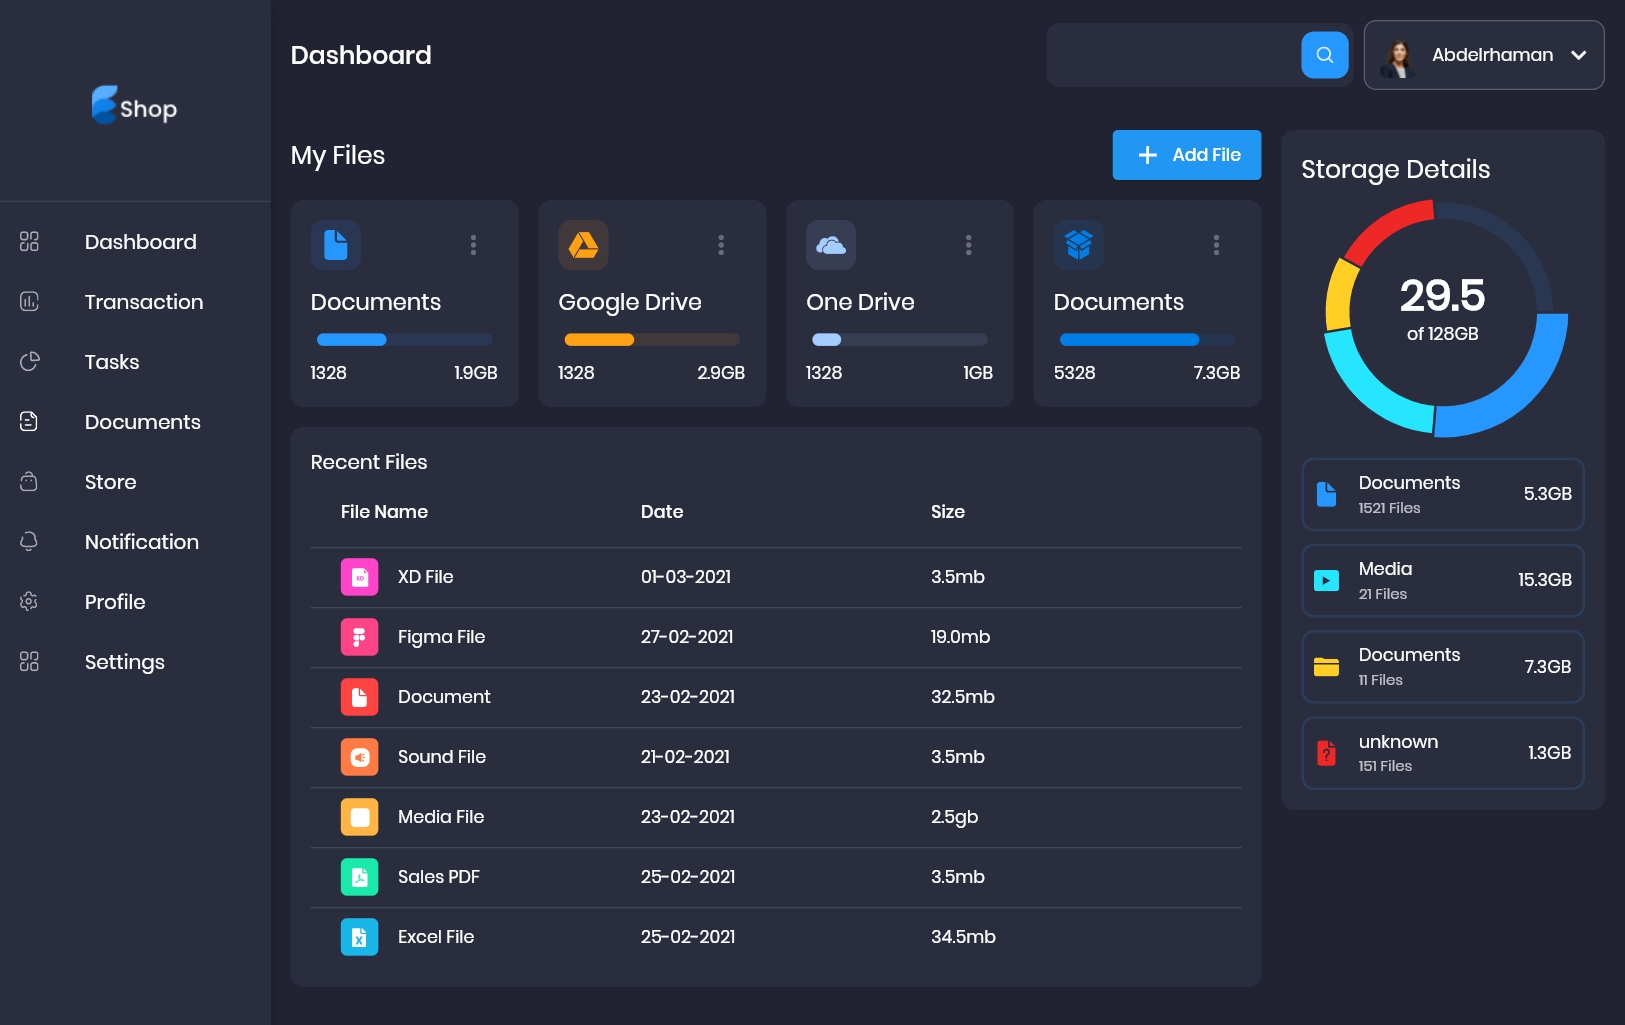 Shop
Dashboard
Transaction
Tasks
Documents
Store
Notification
Profile
Settings
Dashboard
Abdelrhaman
My Files
Add File
Documents
1328 1.9GB
Google Drive
1328 2.9GB
One Drive
1328 1GB
Documents
5328 7.3GB
Recent Files
File Name Date Size
XD File 01-03-2021 3.5mb
Figma File 27-02-2021 19.0mb
Document 23-02-2021 32.5mb
Sound File 21-02-2021 3.5mb
Media File 23-02-2021 2.5gb
Sales PDF 25-02-2021 3.5mb
Excel File 25-02-2021 34.5mb
Storage Details
29.5
of 128GB
Documents
1521 Files
5.3GB
Media
21 Files
15.3GB
Documents
11 Files
7.3GB
unknown
151 Files
1.3GB